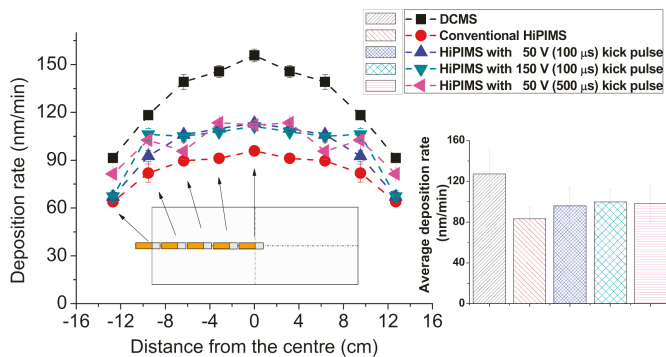 DCMS
Conventional HiPIMS
HiPIMS with 50 V (100 μs) kick pulse
HiPIMS with 150 V (100 μs) kick pulse
HiPIMS with 50 V (500 μs) kick pulse
Deposition rate (nm/min)
180
150
120
90
60
30
0
-16 -12 -8 -4 0 4 8 12 16
Distance from the centre (cm)
Average deposition rate
(nm/min)
160
120
80
40
0